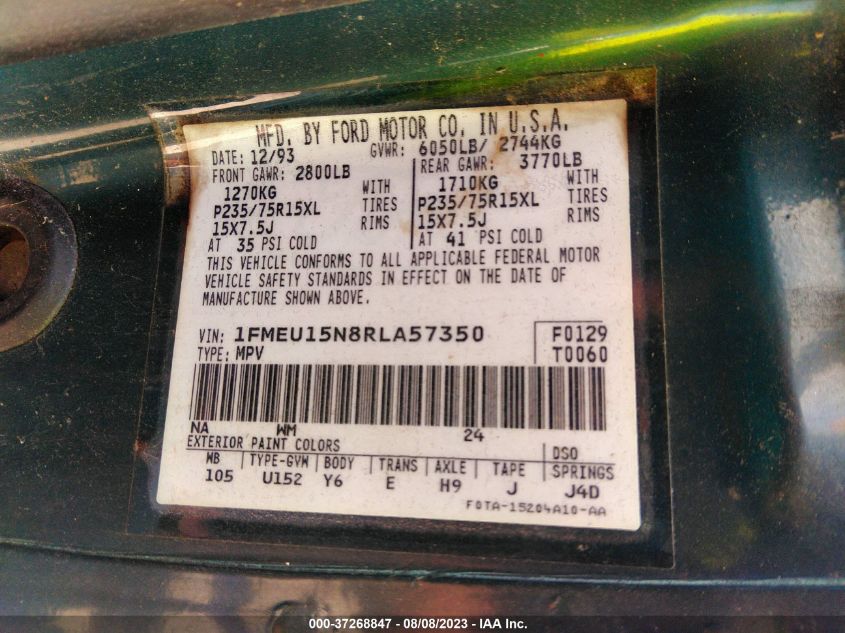 MFD. BY FORD MOTOR CO. IN U.S.A.
DATE: 12/93 GVWR: 6050LB/ 2744KG
FRONT GAWR: 2800LB REAR GAWR: 3770LB
1270KG WITH 1710KG WITH
P235/75R15XL TIRES P235/75R15XL TIRES
15X7.5J RIMS 15X7.5J RIMS
AT 35 PSI COLD AT 41 PSI COLD
THIS VEHICLE CONFORMS TO ALL APPLICABLE FEDERAL MOTOR
VEHICLE SAFETY STANDARDS IN EFFECT ON THE DATE OF
MANUFACTURE SHOWN ABOVE.
VIN: 1FMEU15N8RLA57350 F0129
TYPE: MPV T0060
NA WM 24
EXTERIOR PAINT COLORS DSO
WB TYPE-GVW BODY TRANS AXLE TAPE SPRINGS
105 U152 Y6 E H9 J J4D
F0TA-15204A10-AA
000-37268847 - 08/08/2023 - IAA Inc.